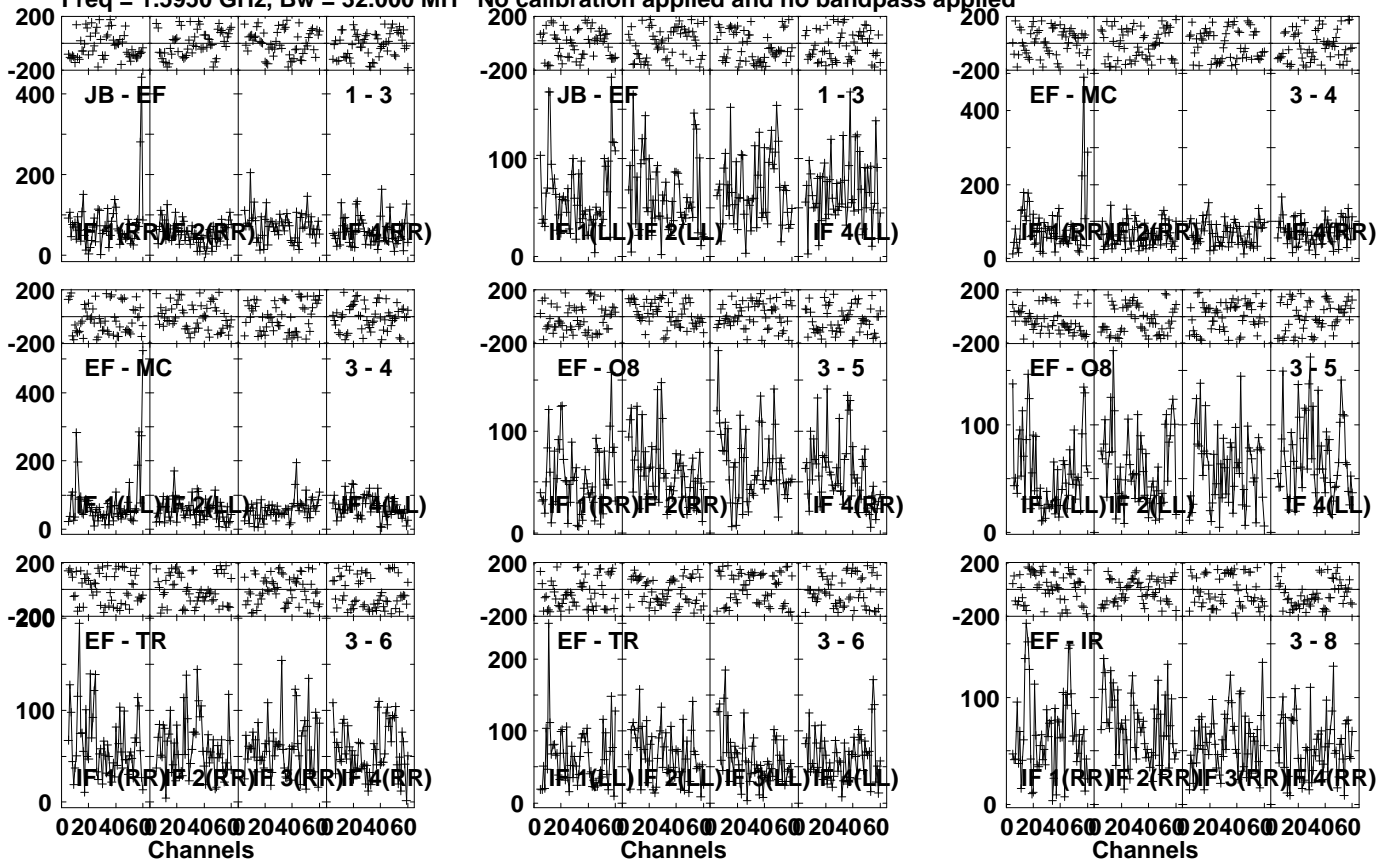 Freq = 1.5950 GHz, Bw = 32.000 MH No calibration applied and no bandpass applied
200 200 200
-200 -200 -200
JB - EF 1 - 3 JB - EF 1 - 3 EF - MC 3 - 4
400 400
200 100 200
IF 1(RR) IF 2(RR) IF 4(RR) IF 1(LL) IF 2(LL) IF 4(LL) IF 1(RR) IF 2(RR) IF 4(RR)
0 0 0
200 200 200
-200 -200 -200
EF - MC 3 - 4 EF - O8 3 - 5 EF - O8 3 - 5
400 100 100
200
IF 1(LL) IF 2(LL) IF 4(LL) IF 1(RR) IF 2(RR) IF 4(RR) IF 1(LL) IF 2(LL) IF 4(LL)
0 0 0
200 200 200
-200 -200 -200
200
EF - TR 3 - 6 EF - TR 3 - 6 EF - IR 3 - 8
200
100 100 100
IF 1(RR) IF 2(RR) IF 3(RR) IF 4(RR) IF 1(LL) IF 2(LL) IF 3(LL) IF 4(LL) IF 1(RR) IF 2(RR) IF 3(RR) IF 4(RR)
0 0 0
0 20 40 60 0 20 40 60 0 20 40 60 0 20 40 60 0 20 40 60 0 20 40 60 0 20 40 60 0 20 40 60 0 20 40 60 0 20 40 60 0 20 40 60 0 20 40 60
Channels Channels Channels